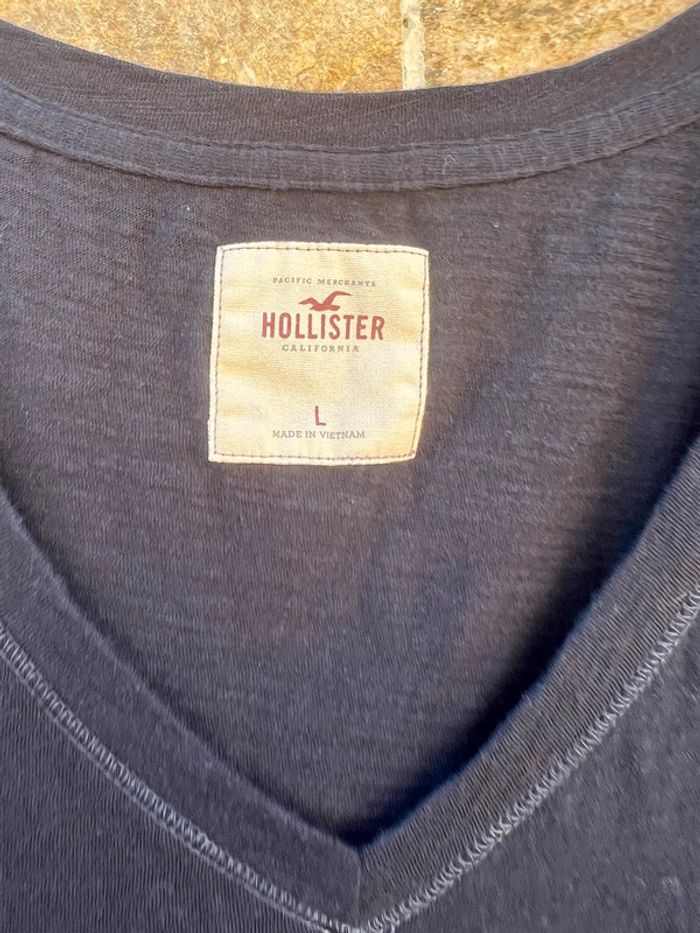 PACIFIC MERCHANTS
HOLLISTER
CALIFORNIA
L
MADE IN VIETNAM